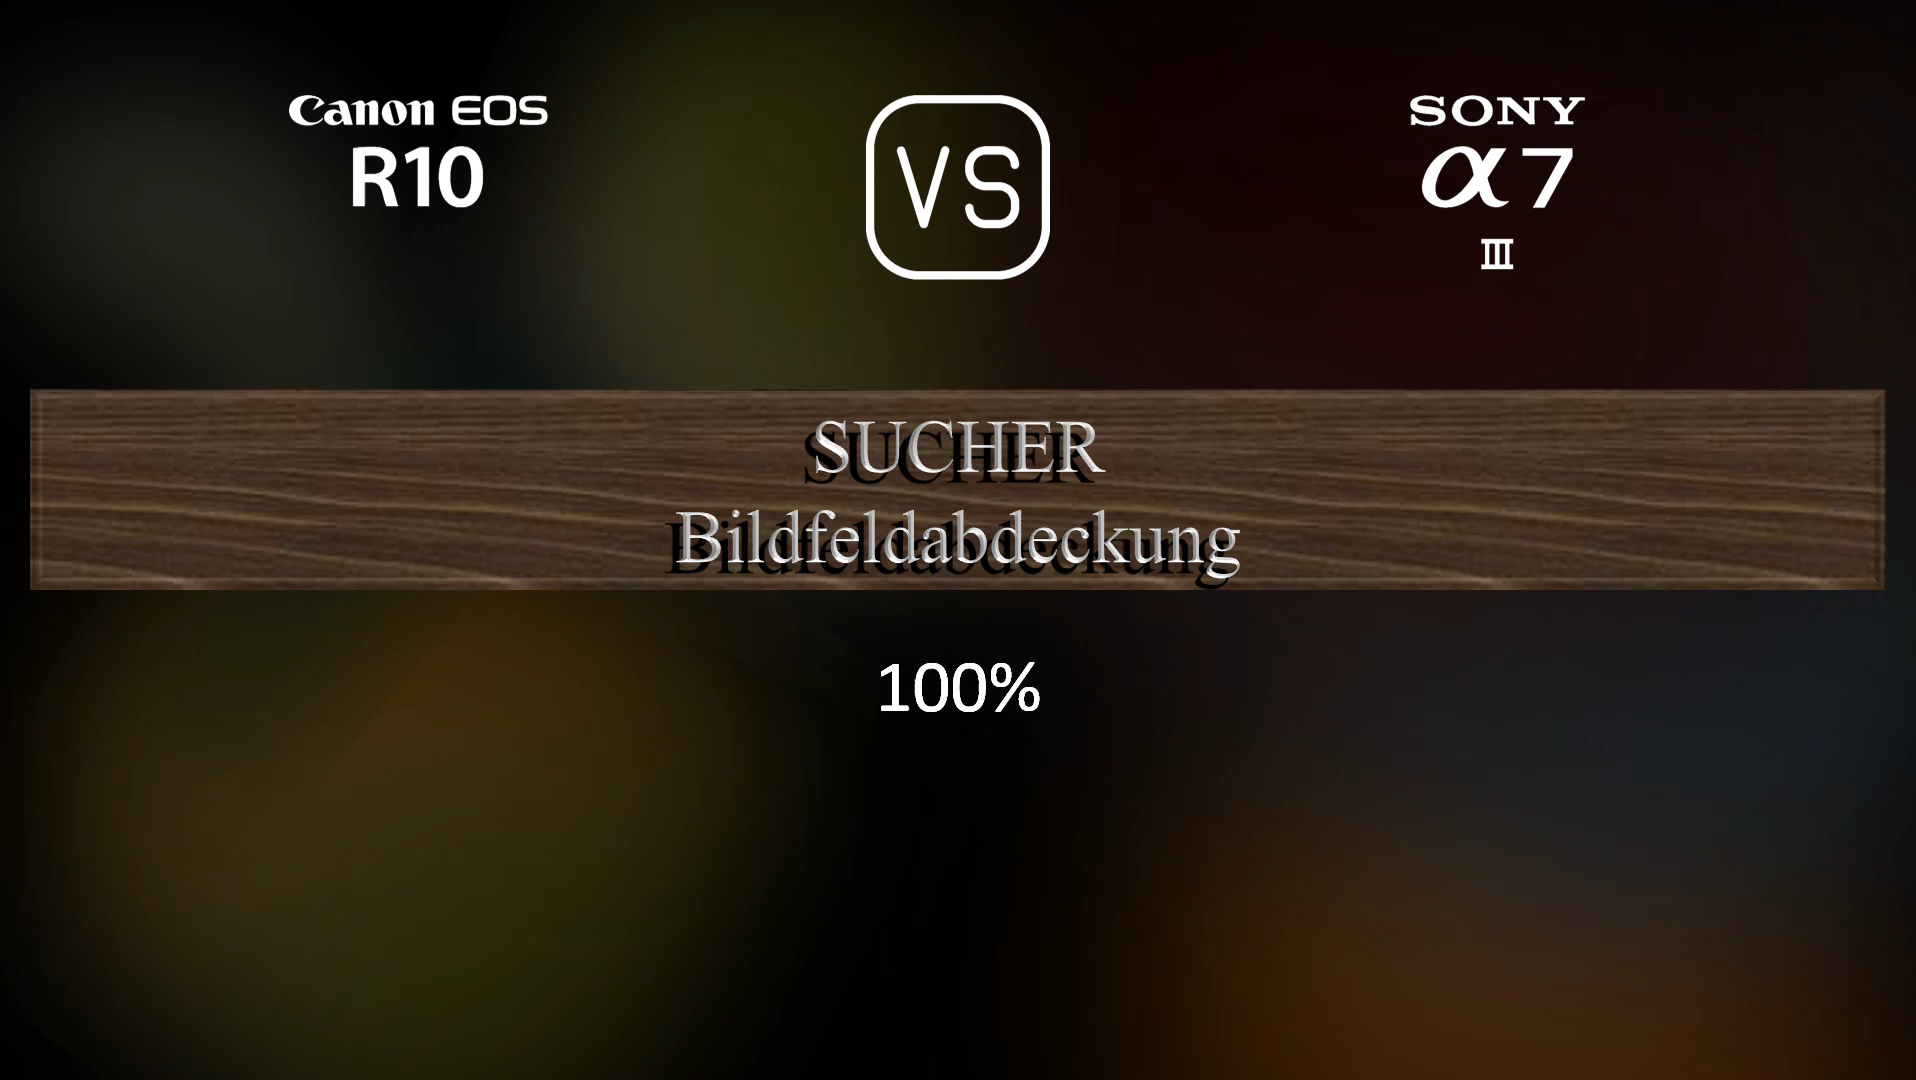 Canon EOS
R10
VS
SONY
α7
III
SUCHER
Bildfeldabdeckung
100%